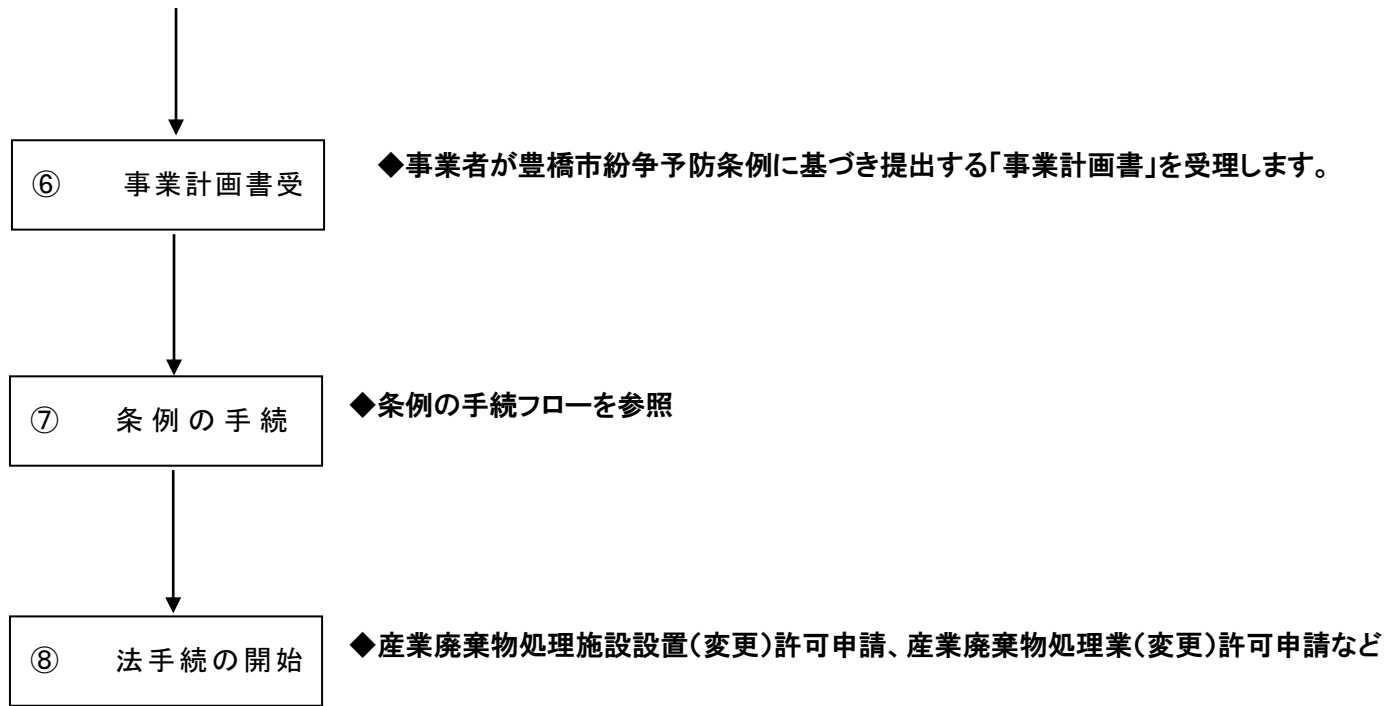 ⑥ 事業計画書受
◆事業者が豊橋市紛争予防条例に基づき提出する「事業計画書」を受理します。
⑦ 条例の手続
◆条例の手続フローを参照
⑧ 法手続の開始
◆産業廃棄物処理施設設置(変更)許可申請、産業廃棄物処理業(変更)許可申請など